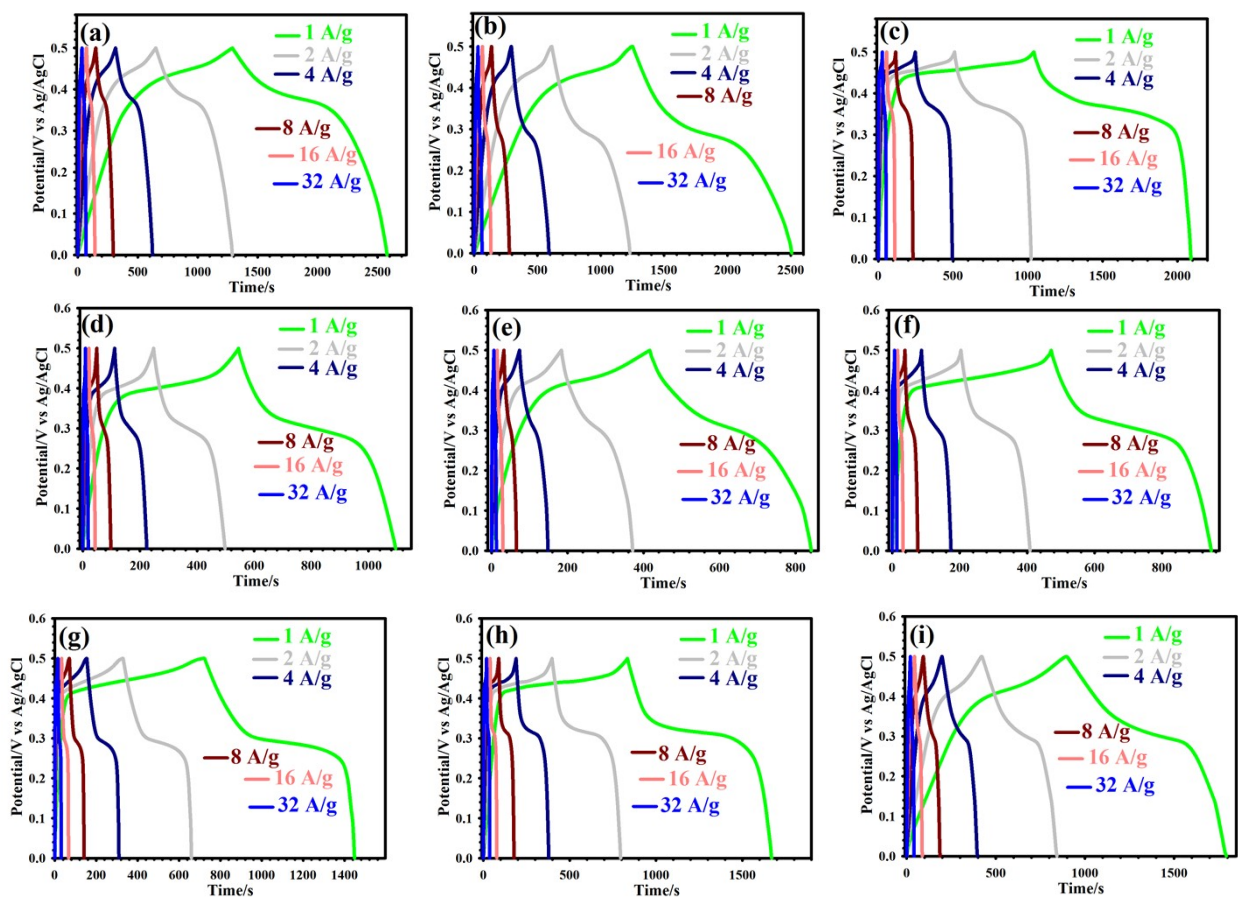 (a)
1 A/g
2 A/g
4 A/g
8 A/g
16 A/g
32 A/g
Potential/V vs Ag/AgCl
0.5
0.4
0.3
0.2
0.1
0.0
0 500 1000 1500 2000 2500
Time/s
(b)
1 A/g
2 A/g
4 A/g
8 A/g
16 A/g
32 A/g
Potential/V vs Ag/AgCl
0.5
0.4
0.3
0.2
0.1
0.0
0 500 1000 1500 2000 2500
Time/s
(c)
1 A/g
2 A/g
4 A/g
8 A/g
16 A/g
32 A/g
Potential/V vs Ag/AgCl
0.6
0.5
0.4
0.3
0.2
0.1
0.0
0 500 1000 1500 2000
Time/s
(d)
1 A/g
2 A/g
4 A/g
8 A/g
16 A/g
32 A/g
Potential/V vs Ag/AgCl
0.6
0.5
0.4
0.3
0.2
0.1
0.0
0 200 400 600 800 1000
Time/s
(e)
1 A/g
2 A/g
4 A/g
8 A/g
16 A/g
32 A/g
Potential/V vs Ag/AgCl
0.6
0.5
0.4
0.3
0.2
0.1
0.0
0 200 400 600 800
Time/s
(f)
1 A/g
2 A/g
4 A/g
8 A/g
16 A/g
32 A/g
Potential/V vs Ag/AgCl
0.6
0.5
0.4
0.3
0.2
0.1
0.0
0 200 400 600 800
Time/s
(g)
1 A/g
2 A/g
4 A/g
8 A/g
16 A/g
32 A/g
Potential/V vs Ag/AgCl
0.6
0.5
0.4
0.3
0.2
0.1
0.0
0 200 400 600 800 1000 1200 1400
Time/s
(h)
1 A/g
2 A/g
4 A/g
8 A/g
16 A/g
32 A/g
Potential/V vs Ag/AgCl
0.6
0.5
0.4
0.3
0.2
0.1
0.0
0 500 1000 1500
Time/s
(i)
1 A/g
2 A/g
4 A/g
8 A/g
16 A/g
32 A/g
Potential/V vs Ag/AgCl
0.6
0.5
0.4
0.3
0.2
0.1
0.0
0 500 1000 1500
Time/s